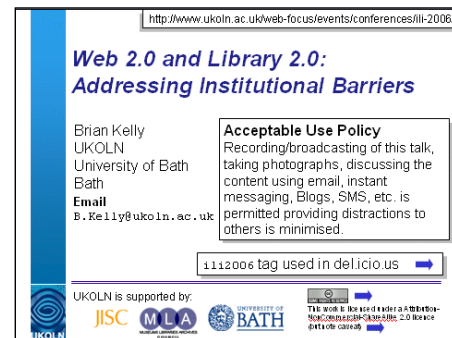 http://www.ukoln.ac.uk/web-focus/events/conferences/ili-2006
Web 2.0 and Library 2.0:
Addressing Institutional Barriers
Brian Kelly
UKOLN
University of Bath
Bath
Email
B.Kelly@ukoln.ac.uk
Acceptable Use Policy
Recording/broadcasting of this talk,
taking photographs, discussing the
content using email, instant
messaging, Blogs, SMS, etc. is
permitted providing distractions to
others is minimised.
ili2006 tag used in del.icio.us
UKOLN is supported by:
JISC
MLA
MUSEUMS LIBRARIES ARCHIVES
UNIVERSITY OF
BATH
This work is licensed under a Attribution-
NonCommercial-ShareAlike 2.0 licence
(but note caveat)
UKOLN